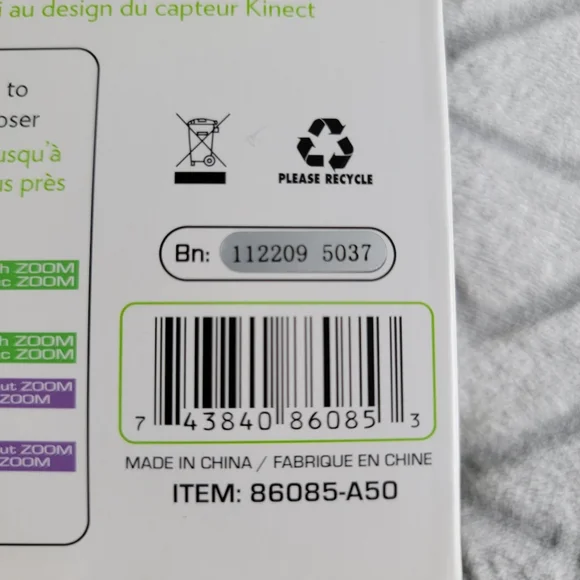 i au design du capteur Kinect
to
oser
usqu'à
us près
h ZOOM
c ZOOM
h ZOOM
c ZOOM
ut ZOOM
ZOOM
ut ZOOM
ZOOM
PLEASE RECYCLE
Bn: 112209 5037
7 43840 86085 3
MADE IN CHINA / FABRIQUE EN CHINE
ITEM: 86085-A50